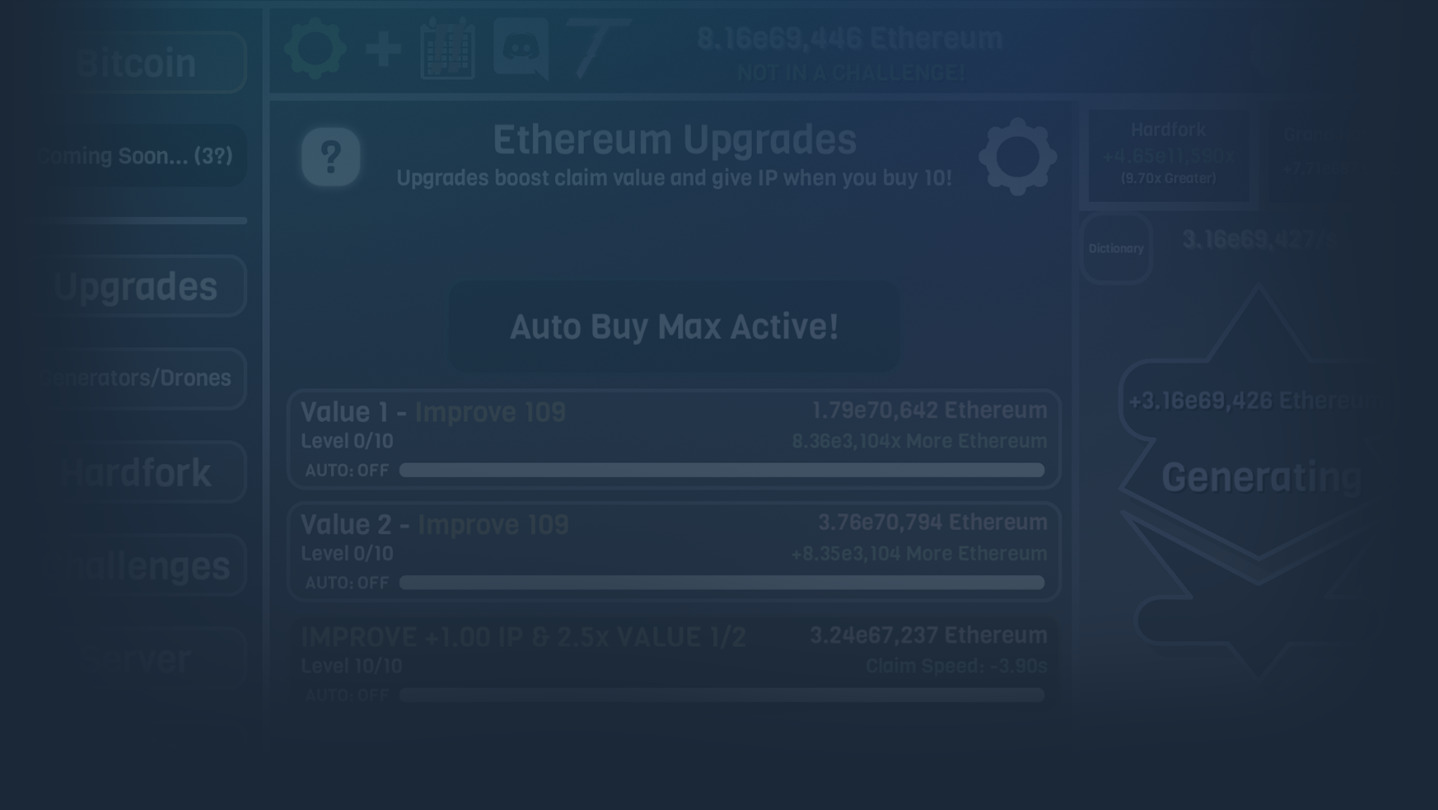 Bitcoin
Coming Soon... (3?)
Upgrades
Generators/Drones
Hardfork
Challenges
Server
8.16e69,446 Ethereum
NOT IN A CHALLENGE!
?
Ethereum Upgrades
Upgrades boost claim value and give IP when you buy 10!
Auto Buy Max Active!
Value 1 - Improve 109
1.79e70,642 Ethereum
Level 0/10
8.36e3,104x More Ethereum
AUTO: OFF
Value 2 - Improve 109
3.76e70,794 Ethereum
Level 0/10
+8.35e3,104 More Ethereum
AUTO: OFF
IMPROVE +1.00 IP & 2.5x VALUE 1/2
3.24e67,237 Ethereum
Level 10/10
Claim Speed: -3.90s
AUTO: OFF
Hardfork
+4.65e11,590x
(9.70x Greater)
Dictionary
3.16e69,427/s
+3.16e69,426 Ethereum
Generating